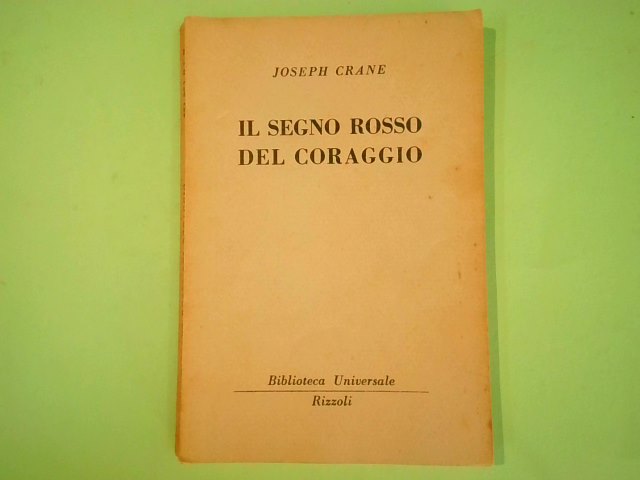 JOSEPH CRANE
IL SEGNO ROSSO
DEL CORAGGIO
Biblioteca Universale
Rizzoli